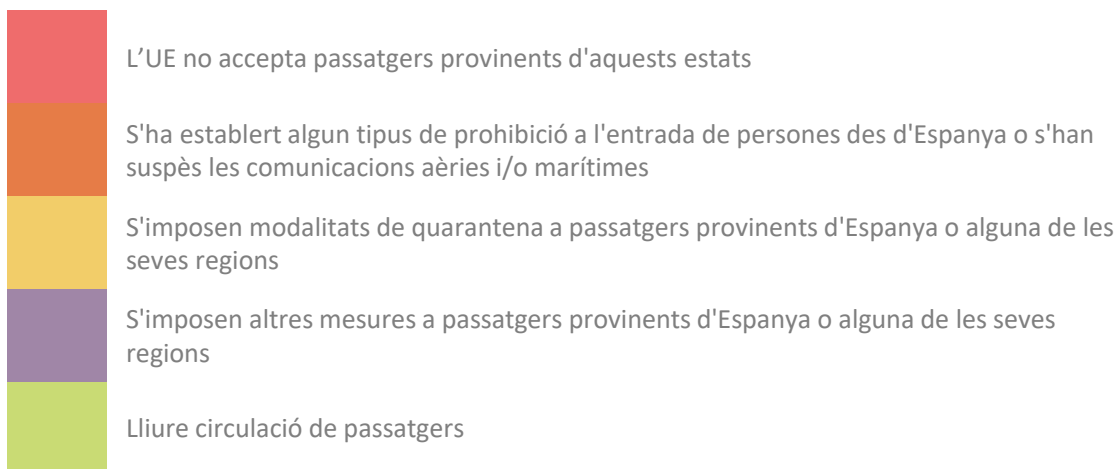 L’UE no accepta passatgers provinents d'aquests estats
S'ha establert algun tipus de prohibició a l'entrada de persones des d'Espanya o s'han
suspès les comunicacions aèries i/o marítimes
S'imposen modalitats de quarantena a passatgers provinents d'Espanya o alguna de les
seves regions
S'imposen altres mesures a passatgers provinents d'Espanya o alguna de les seves
regions
Lliure circulació de passatgers